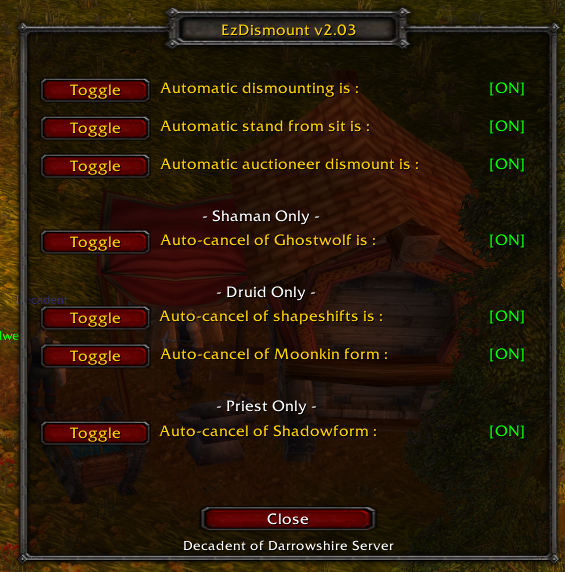 EzDismount v2.03
Toggle Automatic dismounting is : [ON]
Toggle Automatic stand from sit is : [ON]
Toggle Automatic auctioneer dismount is : [ON]
- Shaman Only -
Toggle Auto-cancel of Ghostwolf is : [ON]
- Druid Only -
Toggle Auto-cancel of shapeshifts is : [ON]
Toggle Auto-cancel of Moonkin form : [ON]
- Priest Only -
Toggle Auto-cancel of Shadowform : [ON]
Close
Decadent of Darrowshire Server